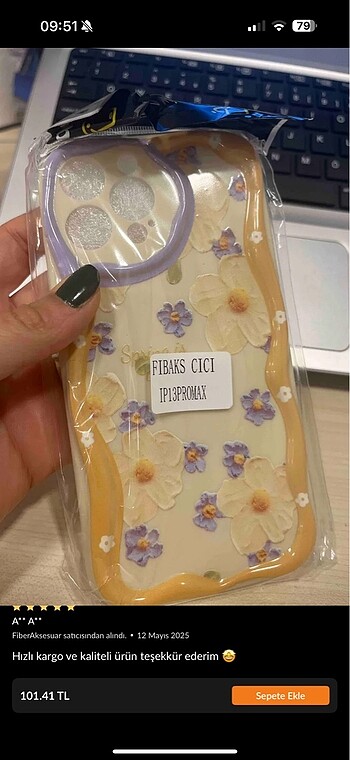 09:51
79
FIBAKS CICI
IP13PROMAX
A** A**
FiberAksesuar satıcısından alındı. • 12 Mayıs 2025
Hızlı kargo ve kaliteli ürün teşekkür ederim 🤩
101.41 TL
Sepete Ekle